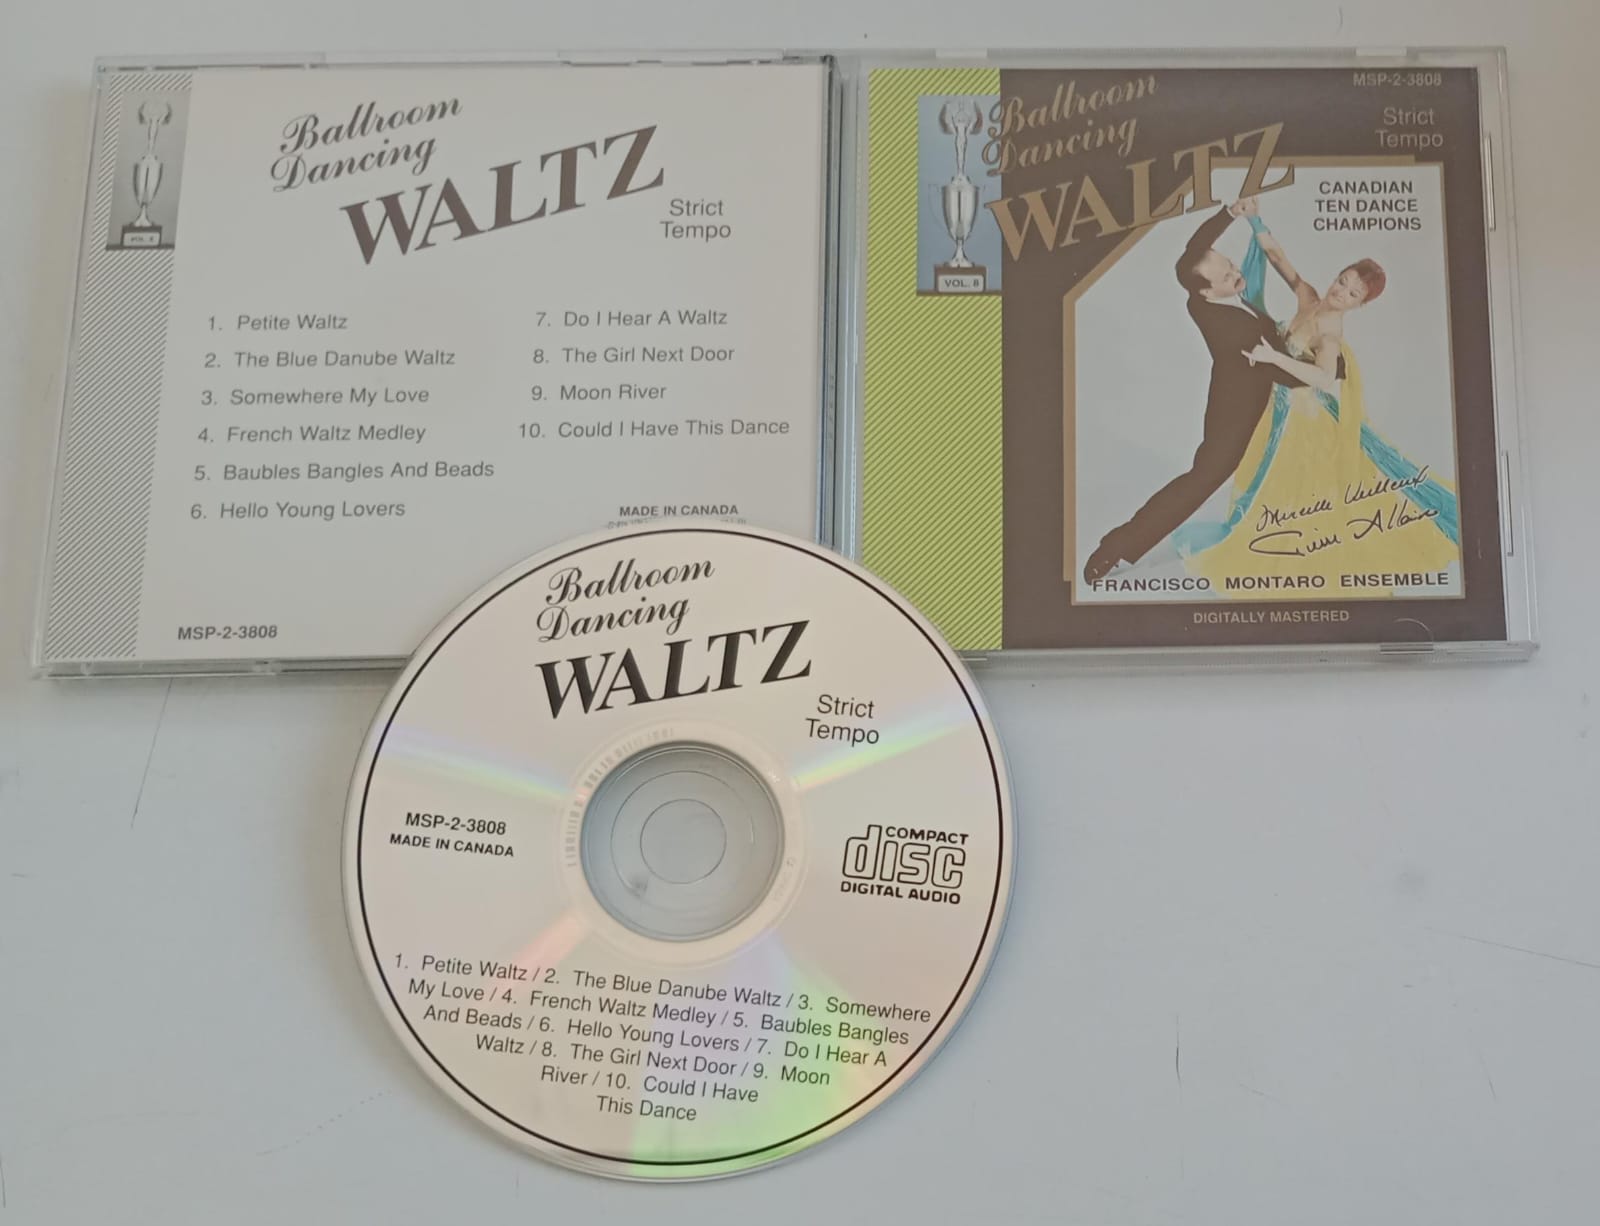 Ballroom
Dancing
WALTZ
Strict
Tempo
VOL. 8
1. Petite Waltz
2. The Blue Danube Waltz
3. Somewhere My Love
4. French Waltz Medley
5. Baubles Bangles And Beads
6. Hello Young Lovers
7. Do I Hear A Waltz
8. The Girl Next Door
9. Moon River
10. Could I Have This Dance
MADE IN CANADA
MSP-2-3808
MSP-2-3808
Ballroom
Dancing
WALTZ
Strict
Tempo
VOL. 8
CANADIAN
TEN DANCE
CHAMPIONS
Mireille Veilleux
Allaire
FRANCISCO MONTARO ENSEMBLE
DIGITALLY MASTERED
Ballroom
Dancing
WALTZ
Strict
Tempo
MSP-2-3808
MADE IN CANADA
COMPACT
disc
DIGITAL AUDIO
1. Petite Waltz / 2. The Blue Danube Waltz / 3. Somewhere
My Love / 4. French Waltz Medley / 5. Baubles Bangles
And Beads / 6. Hello Young Lovers / 7. Do I Hear A
Waltz / 8. The Girl Next Door / 9. Moon
River / 10. Could I Have
This Dance